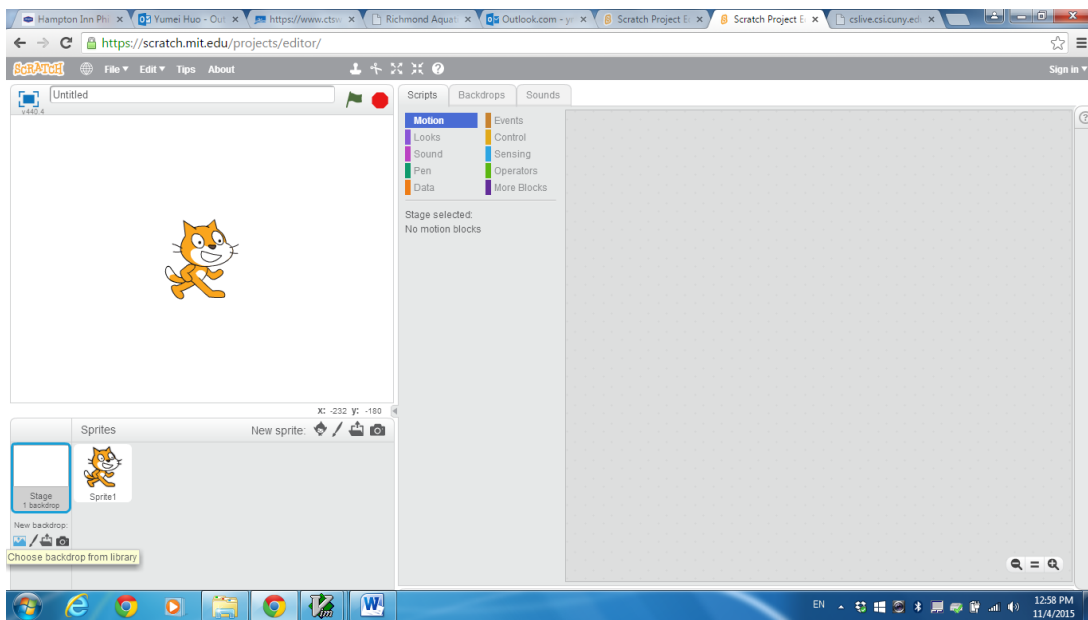 Hampton Inn Phi
Yumei Huo - Out
https://www.ctsw
Richmond Aquat
Outlook.com - y
Scratch Project E
Scratch Project E
cslive.csi.cuny.ed
https://scratch.mit.edu/projects/editor/
SCRATCH File Edit Tips About Sign in
Untitled
v440.4
Scripts Backdrops Sounds
Motion Events
Looks Control
Sound Sensing
Pen Operators
Data More Blocks
Stage selected:
No motion blocks
X: -232 y: -180
Sprites New sprite:
Stage
1 backdrop
Sprite1
New backdrop:
Choose backdrop from library
EN
12:58 PM
11/4/2015